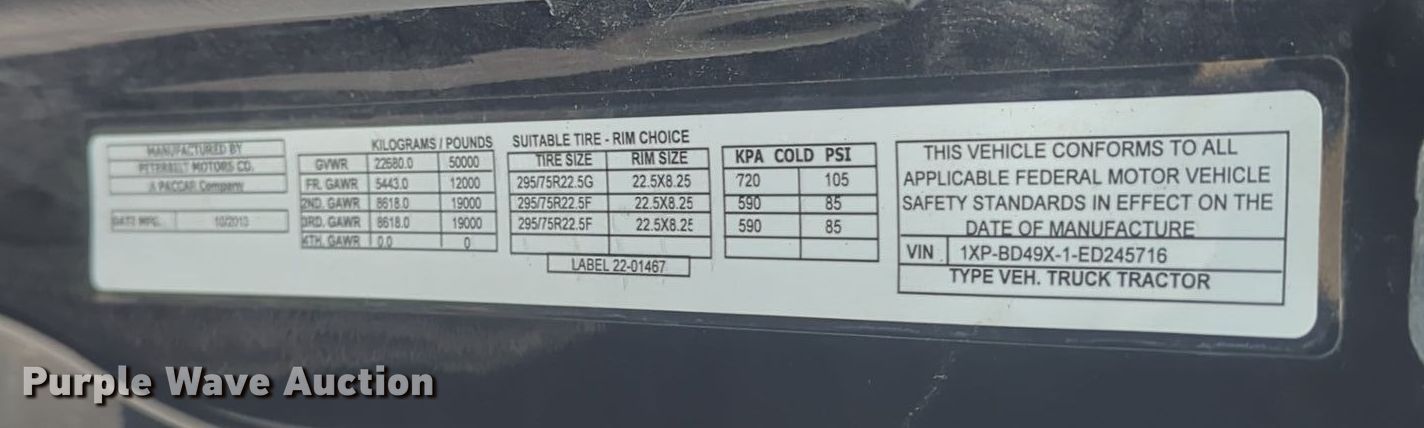 MANUFACTURED BY
PETERBILT MOTORS CO.
A PACCAR Company
DATE MFG. 10/2013
KILOGRAMS / POUNDS
GVWR 22680.0 50000
FR. GAWR 5443.0 12000
2ND. GAWR 8618.0 19000
3RD. GAWR 8618.0 19000
4TH. GAWR 0.0 0
SUITABLE TIRE - RIM CHOICE
TIRE SIZE RIM SIZE
295/75R22.5G 22.5X8.25
295/75R22.5F 22.5X8.25
295/75R22.5F 22.5X8.25
LABEL 22-01467
KPA COLD PSI
720 105
590 85
590 85
THIS VEHICLE CONFORMS TO ALL
APPLICABLE FEDERAL MOTOR VEHICLE
SAFETY STANDARDS IN EFFECT ON THE
DATE OF MANUFACTURE
VIN 1XP-BD49X-1-ED245716
TYPE VEH. TRUCK TRACTOR
Purple Wave Auction